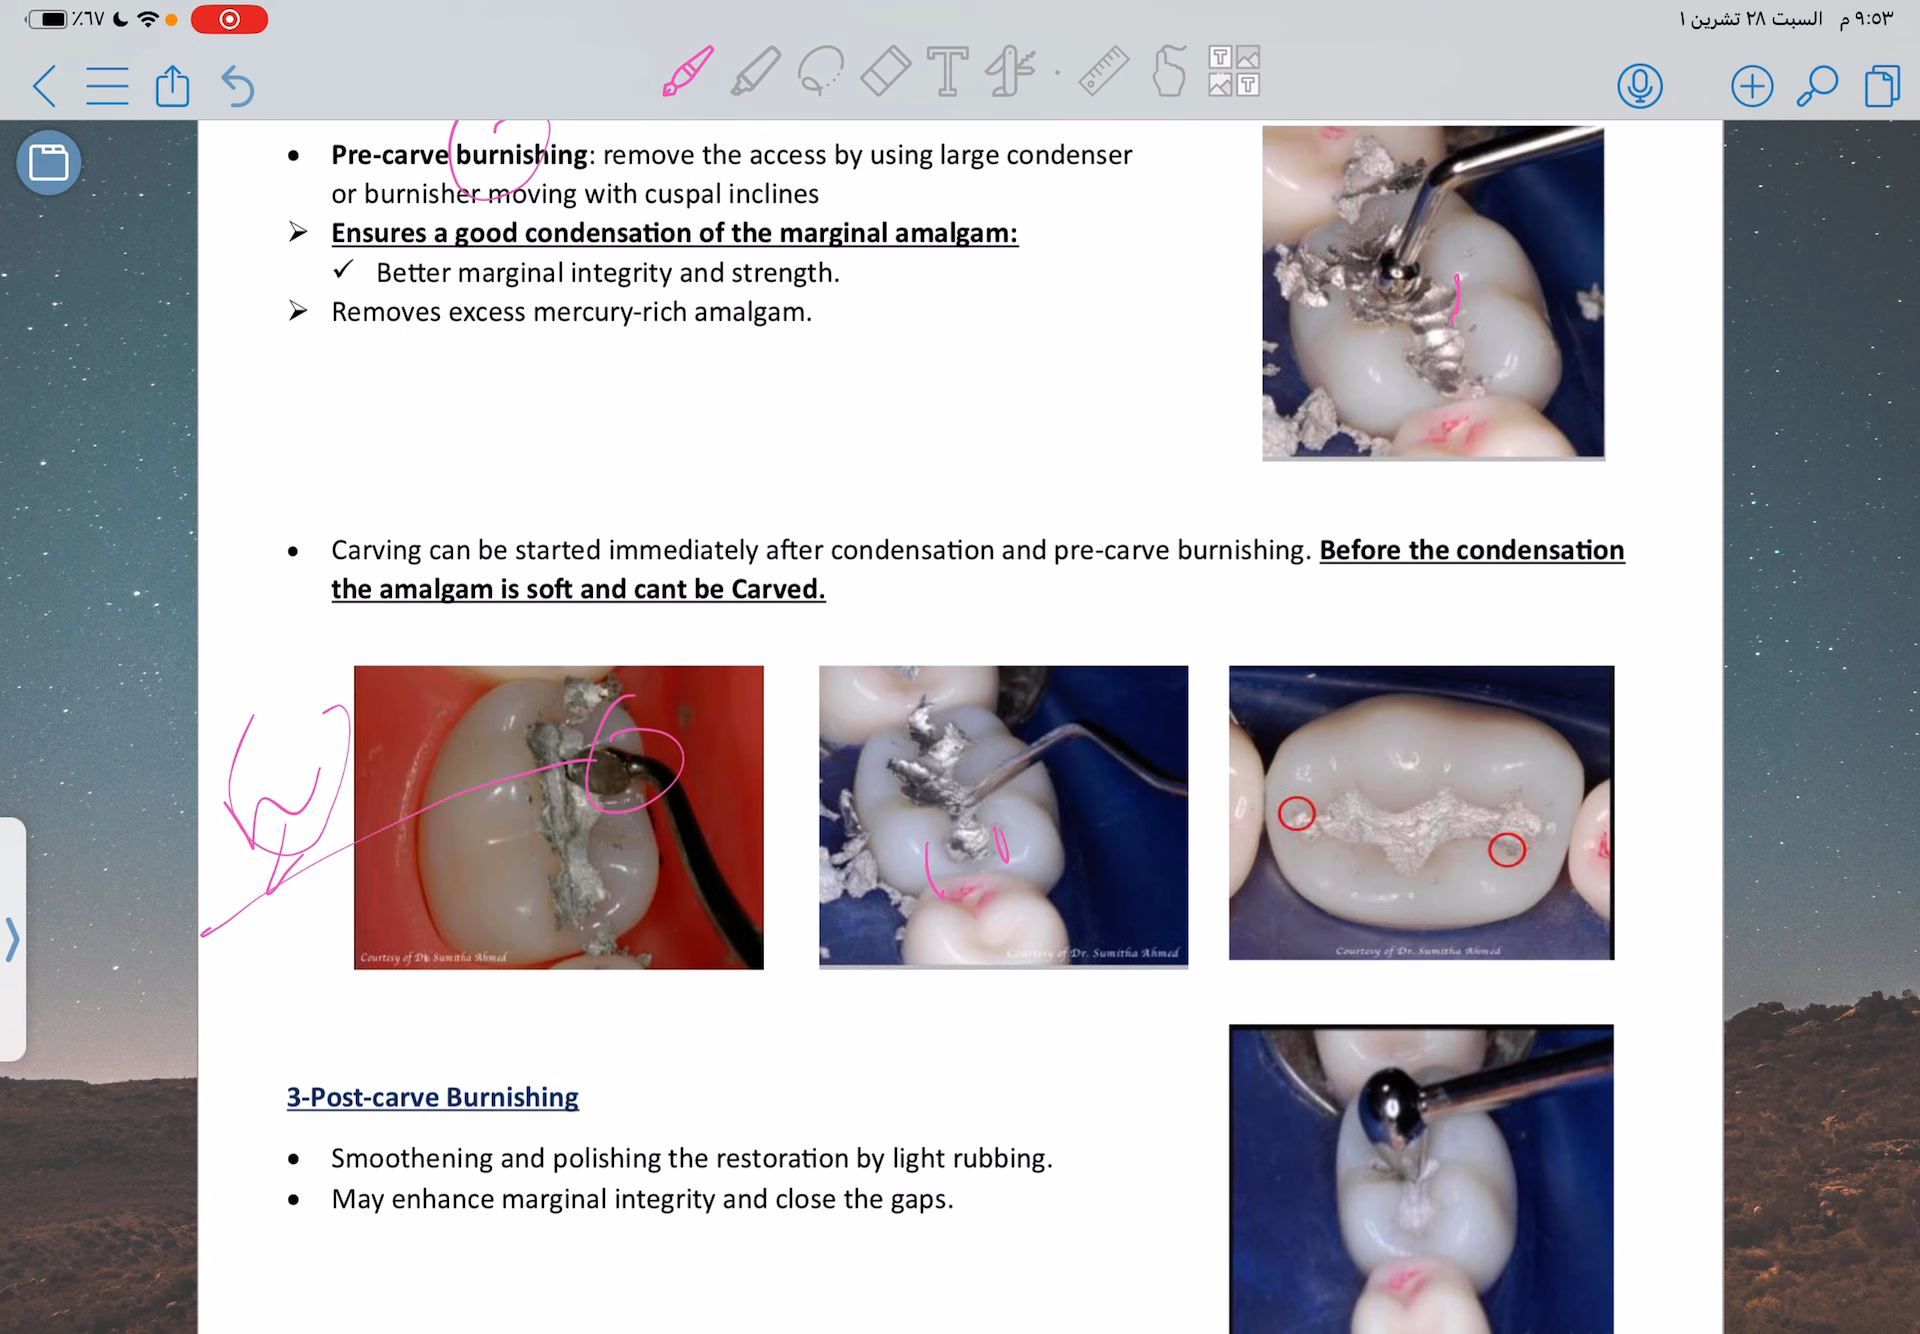 ٪٦٧
٩:٥٣ م السبت ٢٨ تشرين ١
• Pre-carve burnishing: remove the access by using large condenser
or burnisher moving with cuspal inclines
➢ Ensures a good condensation of the marginal amalgam:
✓ Better marginal integrity and strength.
➢ Removes excess mercury-rich amalgam.
• Carving can be started immediately after condensation and pre-carve burnishing. Before the condensation
the amalgam is soft and cant be Carved.
Courtesy of Dr. Sumitha Ahmed
Courtesy of Dr. Sumitha Ahmed
Courtesy of Dr. Sumitha Ahmed
3-Post-carve Burnishing
• Smoothening and polishing the restoration by light rubbing.
• May enhance marginal integrity and close the gaps.